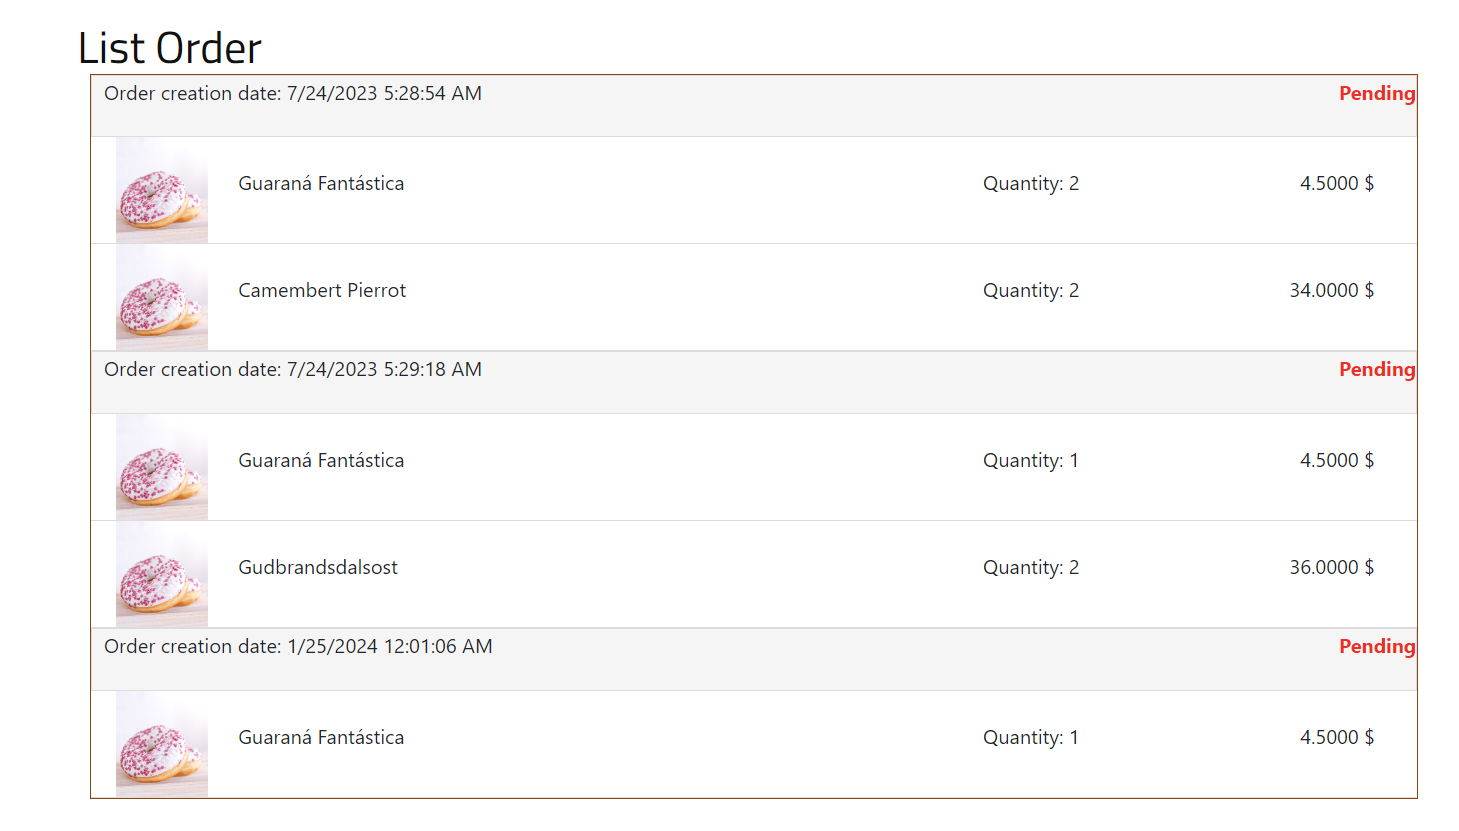 List Order
Order creation date: 7/24/2023 5:28:54 AM Pending
Guaraná Fantástica Quantity: 2 4.5000 $
Camembert Pierrot Quantity: 2 34.0000 $
Order creation date: 7/24/2023 5:29:18 AM Pending
Guaraná Fantástica Quantity: 1 4.5000 $
Gudbrandsdalsost Quantity: 2 36.0000 $
Order creation date: 1/25/2024 12:01:06 AM Pending
Guaraná Fantástica Quantity: 1 4.5000 $